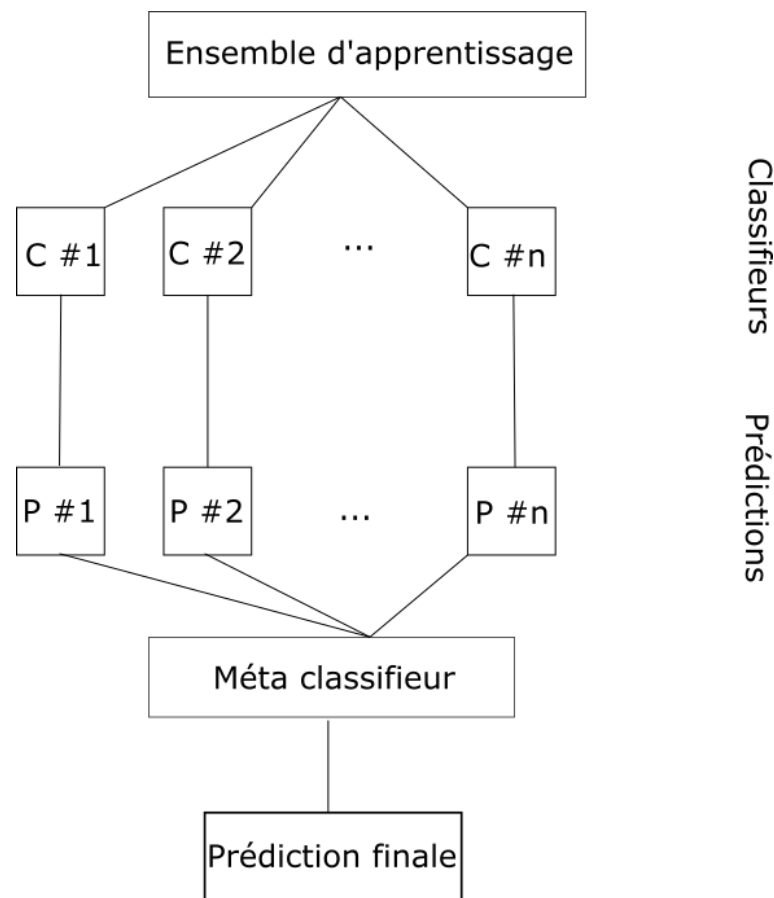 Ensemble d'apprentissage
C #1
C #2
...
C #n
Classifieurs
P #1
P #2
...
P #n
Prédictions
Méta classifieur
Prédiction finale